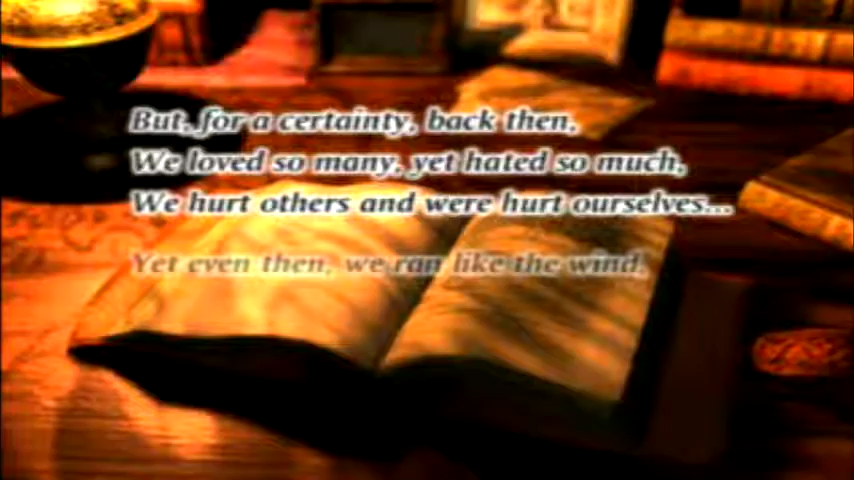 But, for a certainty, back then,
We loved so many, yet hated so much,
We hurt others and were hurt ourselves...
Yet even then, we ran like the wind,